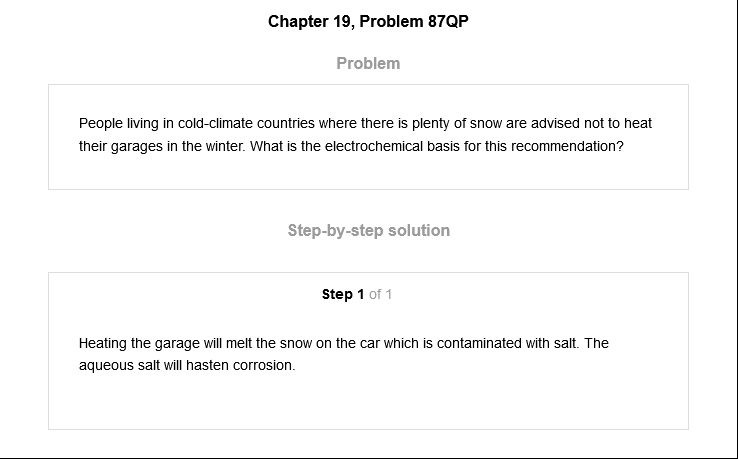 Chapter 19, Problem 87QP
Problem
People living in cold-climate countries where there is plenty of snow are advised not to heat
their garages in the winter. What is the electrochemical basis for this recommendation?
Step-by-step solution
Step 1 of 1
Heating the garage will melt the snow on the car which is contaminated with salt. The
aqueous salt will hasten corrosion.